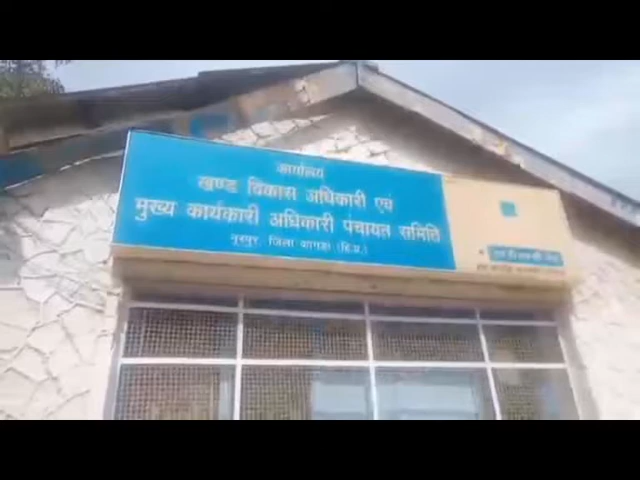 कार्यालय
खण्ड विकास अधिकारी एवं
मुख्य कार्यकारी अधिकारी पंचायत समिति
नूरपुर, जिला कांगड़ा (हि.प्र.)